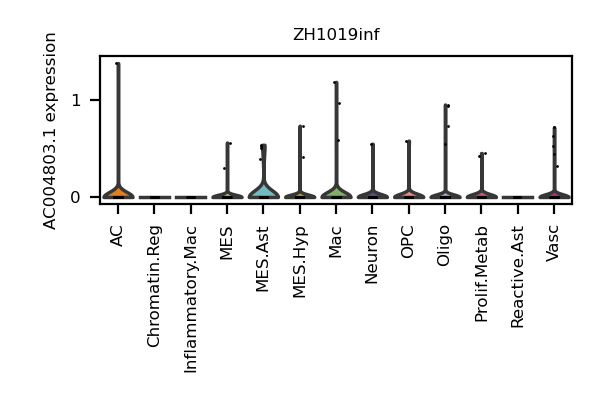 ZH1019inf
AC004803.1 expression
1
0
AC
Chromatin.Reg
Inflammatory.Mac
MES
MES.Ast
MES.Hyp
Mac
Neuron
OPC
Oligo
Prolif.Metab
Reactive.Ast
Vasc